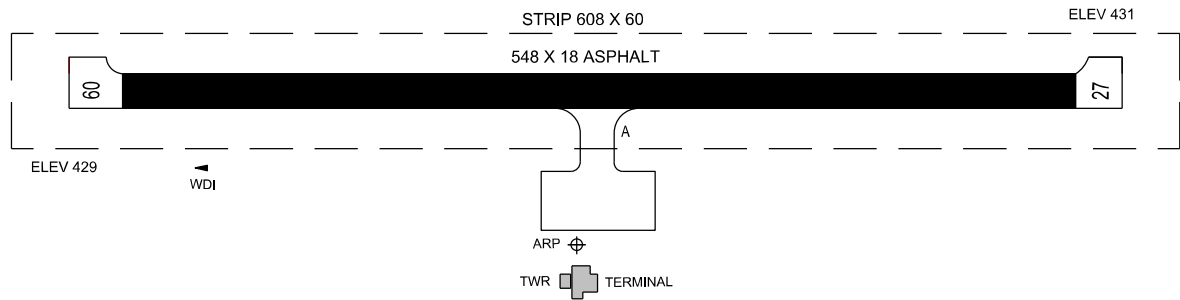 STRIP 608 X 60
ELEV 431
548 X 18 ASPHALT
09
27
A
ELEV 429
WDI
ARP
TWR
TERMINAL